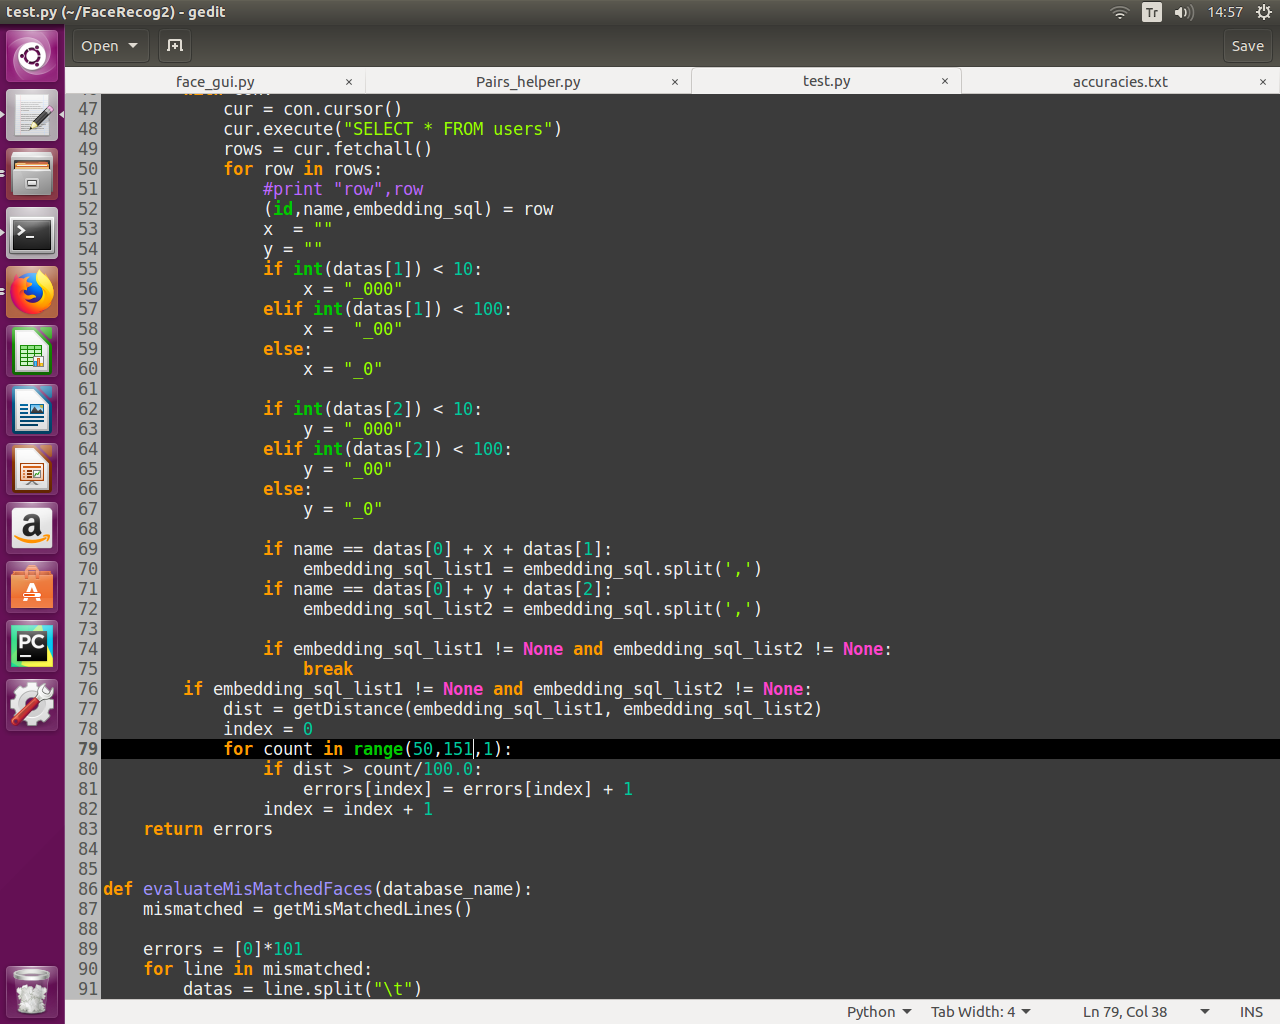 test.py (~/FaceRecog2) - gedit
Tr
14:57
Open
Save
face_gui.py ×
Pairs_helper.py ×
test.py ×
accuracies.txt ×
47 cur = con.cursor()
48 cur.execute("SELECT * FROM users")
49 rows = cur.fetchall()
50 for row in rows:
51 #print "row",row
52 (id,name,embedding_sql) = row
53 x  = ""
54 y = ""
55 if int(datas[1]) < 10:
56 x = "_000"
57 elif int(datas[1]) < 100:
58 x =  "_00"
59 else:
60 x = "_0"
61
62 if int(datas[2]) < 10:
63 y = "_000"
64 elif int(datas[2]) < 100:
65 y = "_00"
66 else:
67 y = "_0"
68
69 if name == datas[0] + x + datas[1]:
70 embedding_sql_list1 = embedding_sql.split(',')
71 if name == datas[0] + y + datas[2]:
72 embedding_sql_list2 = embedding_sql.split(',')
73
74 if embedding_sql_list1 != None and embedding_sql_list2 != None:
75 break
76 if embedding_sql_list1 != None and embedding_sql_list2 != None:
77 dist = getDistance(embedding_sql_list1, embedding_sql_list2)
78 index = 0
79 for count in range(50,151,1):
80 if dist > count/100.0:
81 errors[index] = errors[index] + 1
82 index = index + 1
83 return errors
84
85
86 def evaluateMisMatchedFaces(database_name):
87 mismatched = getMisMatchedLines()
88
89 errors = [0]*101
90 for line in mismatched:
91 datas = line.split("\t")
Python
Tab Width: 4
Ln 79, Col 38
INS
>_
a
A
PC